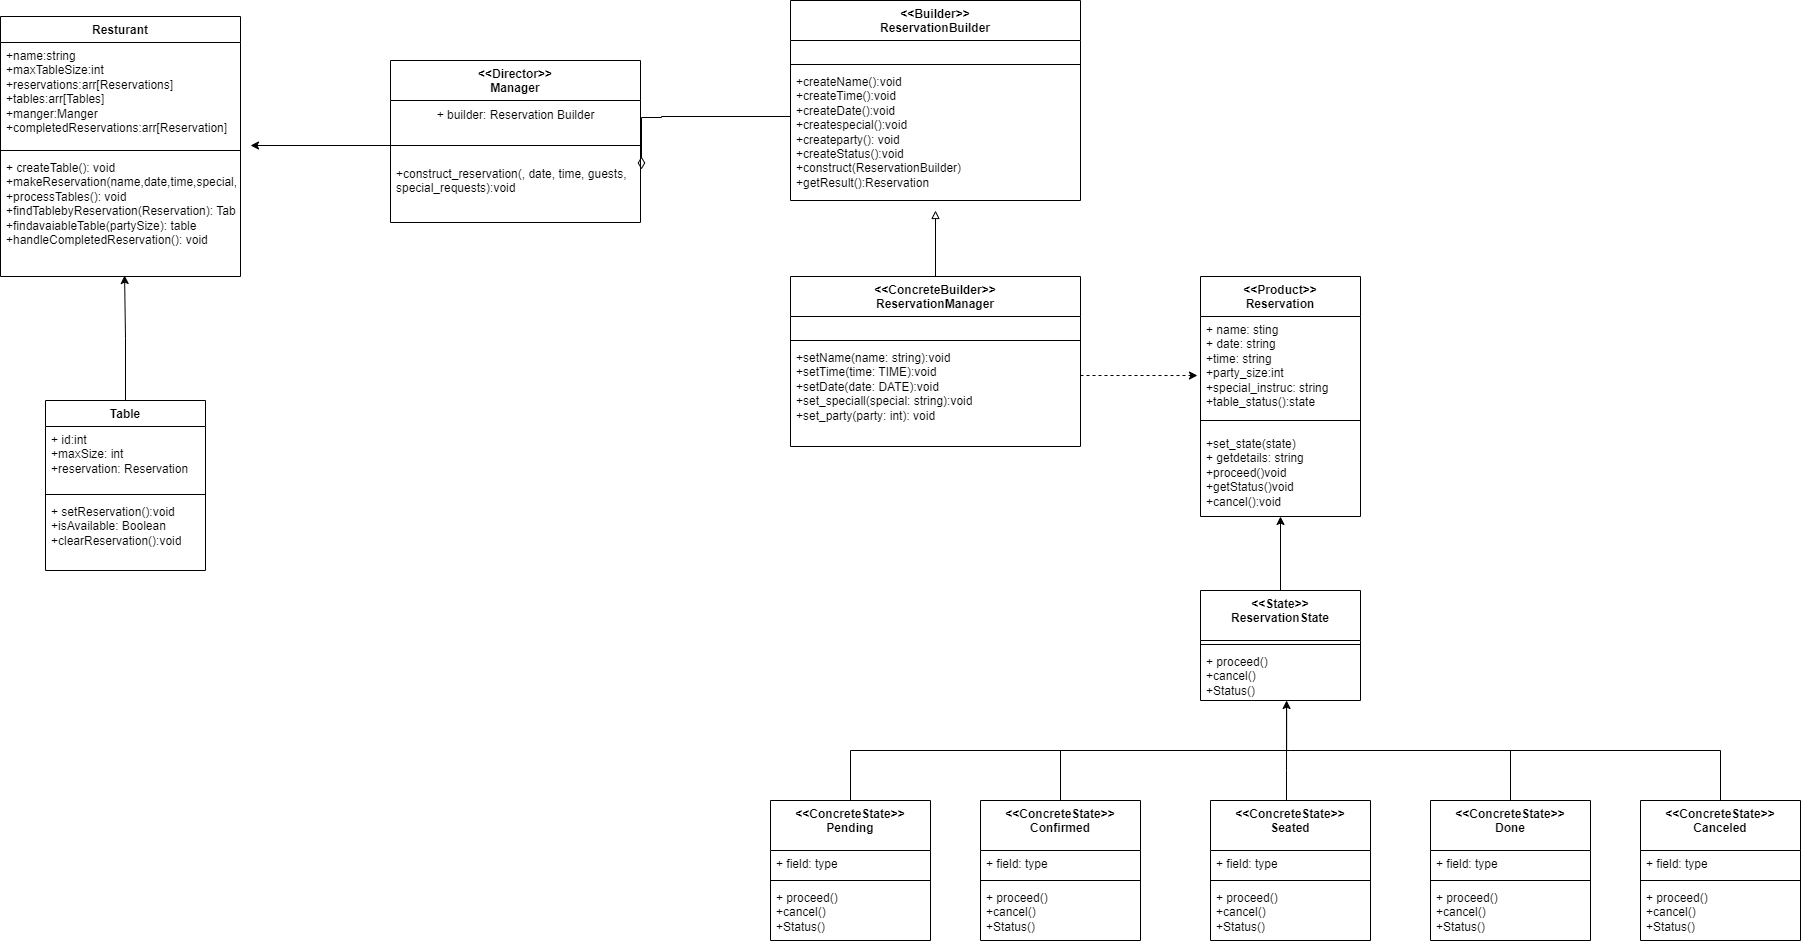 Resturant
+name:string
+maxTableSize:int
+reservations:arr[Reservations]
+tables:arr[Tables]
+manger:Manger
+completedReservations:arr[Reservation]
+ createTable(): void
+makeReservation(name,date,time,special,
+processTables(): void
+findTablebyReservation(Reservation): Tab
+findavaiableTable(partySize): table
+handleCompletedReservation(): void
Table
+ id:int
+maxSize: int
+reservation: Reservation
+ setReservation():void
+isAvailable: Boolean
+clearReservation():void
<<Director>>
Manager
+ builder: Reservation Builder
+construct_reservation(, date, time, guests,
special_requests):void
<<Builder>>
ReservationBuilder
+createName():void
+createTime():void
+createDate():void
+createspecial():void
+createparty(): void
+createStatus():void
+construct(ReservationBuilder)
+getResult():Reservation
<<ConcreteBuilder>>
ReservationManager
+setName(name: string):void
+setTime(time: TIME):void
+setDate(date: DATE):void
+set_speciall(special: string):void
+set_party(party: int): void
<<Product>>
Reservation
+ name: sting
+ date: string
+time: string
+party_size:int
+special_instruc: string
+table_status():state
+set_state(state)
+ getdetails: string
+proceed()void
+getStatus()void
+cancel():void
<<State>>
ReservationState
+ proceed()
+cancel()
+Status()
<<ConcreteState>>
Pending
+ field: type
+ proceed()
+cancel()
+Status()
<<ConcreteState>>
Confirmed
+ field: type
+ proceed()
+cancel()
+Status()
<<ConcreteState>>
Seated
+ field: type
+ proceed()
+cancel()
+Status()
<<ConcreteState>>
Done
+ field: type
+ proceed()
+cancel()
+Status()
<<ConcreteState>>
Canceled
+ field: type
+ proceed()
+cancel()
+Status()